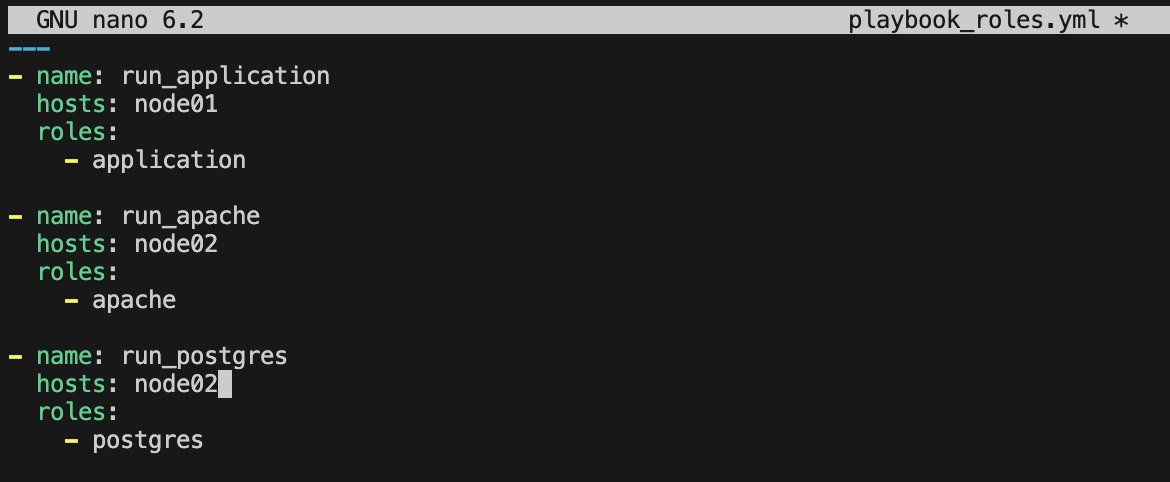 GNU nano 6.2 playbook_roles.yml *
---
- name: run_application
  hosts: node01
  roles:
    - application

- name: run_apache
  hosts: node02
  roles:
    - apache

- name: run_postgres
  hosts: node02
  roles:
    - postgres